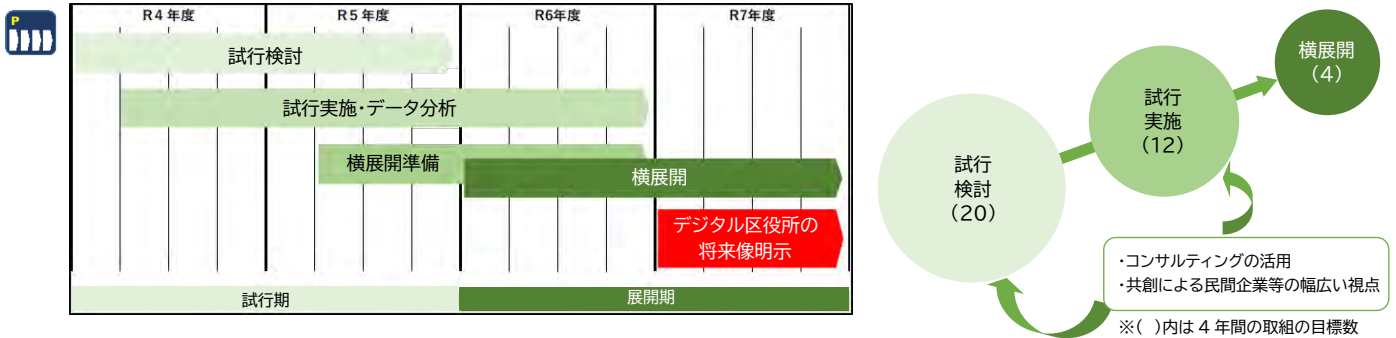 P
R4年度 R5年度 R6年度 R7年度
試行検討
試行実施・データ分析
横展開準備
横展開
デジタル区役所の
将来像明示
試行期 展開期
試行
検討
(20)
試行
実施
(12)
横展開
(4)
・コンサルティングの活用
・共創による民間企業等の幅広い視点
※( )内は4年間の取組の目標数